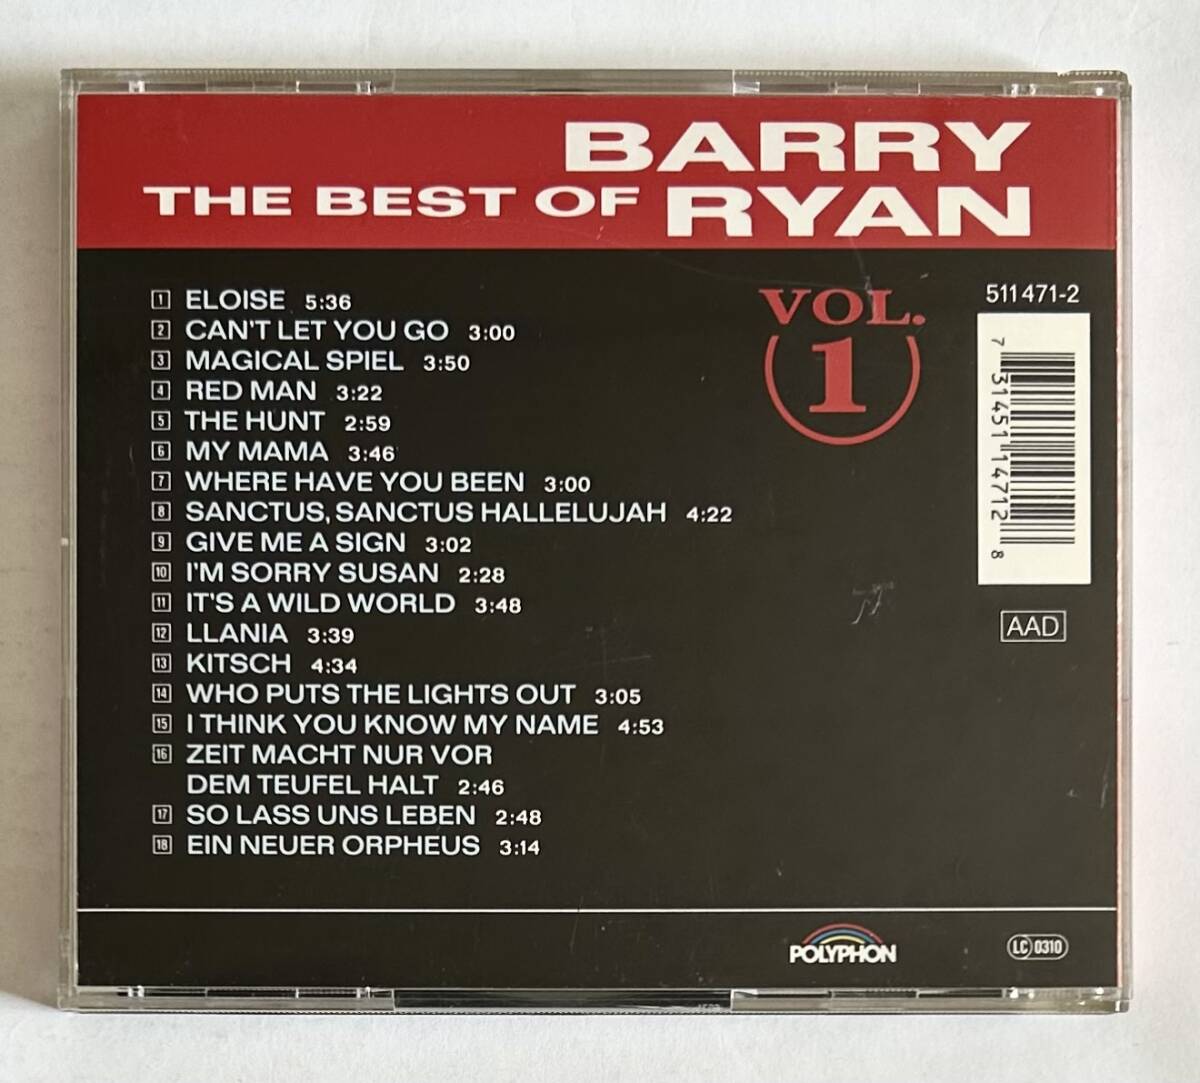 BARRY
THE BEST OF RYAN
VOL.
1
511 471-2
7 31451 14712 8
AAD
1 ELOISE 5:36
2 CAN'T LET YOU GO 3:00
3 MAGICAL SPIEL 3:50
4 RED MAN 3:22
5 THE HUNT 2:59
6 MY MAMA 3:46
7 WHERE HAVE YOU BEEN 3:00
8 SANCTUS, SANCTUS HALLELUJAH 4:22
9 GIVE ME A SIGN 3:02
10 I'M SORRY SUSAN 2:28
11 IT'S A WILD WORLD 3:48
12 LLANIA 3:39
13 KITSCH 4:34
14 WHO PUTS THE LIGHTS OUT 3:05
15 I THINK YOU KNOW MY NAME 4:53
16 ZEIT MACHT NUR VOR
DEM TEUFEL HALT 2:46
17 SO LASS UNS LEBEN 2:48
18 EIN NEUER ORPHEUS 3:14
POLYPHON
LC 0310